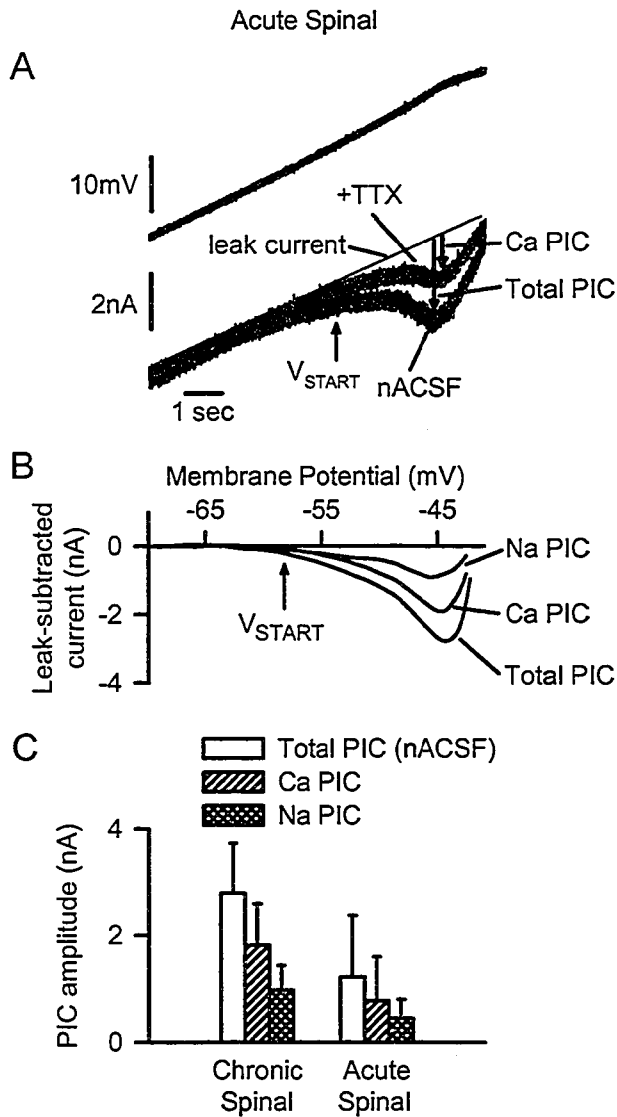 Acute Spinal
A
10mV
+TTX
leak current
Ca PIC
2nA
Total PIC
VSTART
nACSF
1 sec
B
Membrane Potential (mV)
-65
-55
-45
Leak-subtracted
current (nA)
0
-2
-4
Na PIC
VSTART
Ca PIC
Total PIC
C
Total PIC (nACSF)
Ca PIC
Na PIC
PIC amplitude (nA)
4
2
0
Chronic
Spinal
Acute
Spinal